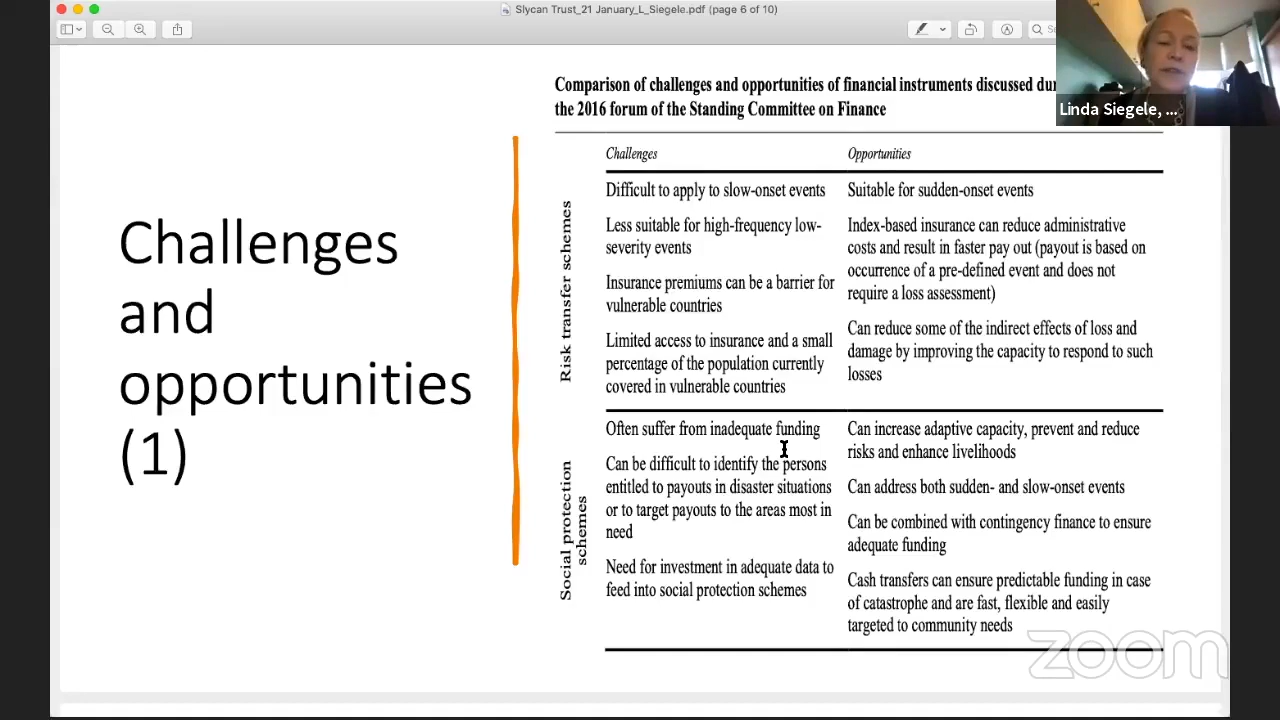 Slycan Trust_21 January_L_Siegele.pdf (page 6 of 10)
Linda Siegele, ...
Challenges
and
opportunities
(1)
Comparison of challenges and opportunities of financial instruments discussed
the 2016 forum of the Standing Committee on Finance
Challenges
Opportunities
Risk transfer schemes
Difficult to apply to slow-onset events
Less suitable for high-frequency low-
severity events
Insurance premiums can be a barrier for
vulnerable countries
Limited access to insurance and a small
percentage of the population currently
covered in vulnerable countries
Suitable for sudden-onset events
Index-based insurance can reduce administrative
costs and result in faster pay out (payout is based on
occurrence of a pre-defined event and does not
require a loss assessment)
Can reduce some of the indirect effects of loss and
damage by improving the capacity to respond to such
losses
Social protection
schemes
Often suffer from inadequate funding
Can be difficult to identify the persons
entitled to payouts in disaster situations
or to target payouts to the areas most in
need
Need for investment in adequate data to
feed into social protection schemes
Can increase adaptive capacity, prevent and reduce
risks and enhance livelihoods
Can address both sudden- and slow-onset events
Can be combined with contingency finance to ensure
adequate funding
Cash transfers can ensure predictable funding in case
of catastrophe and are fast, flexible and easily
targeted to community needs
zoom